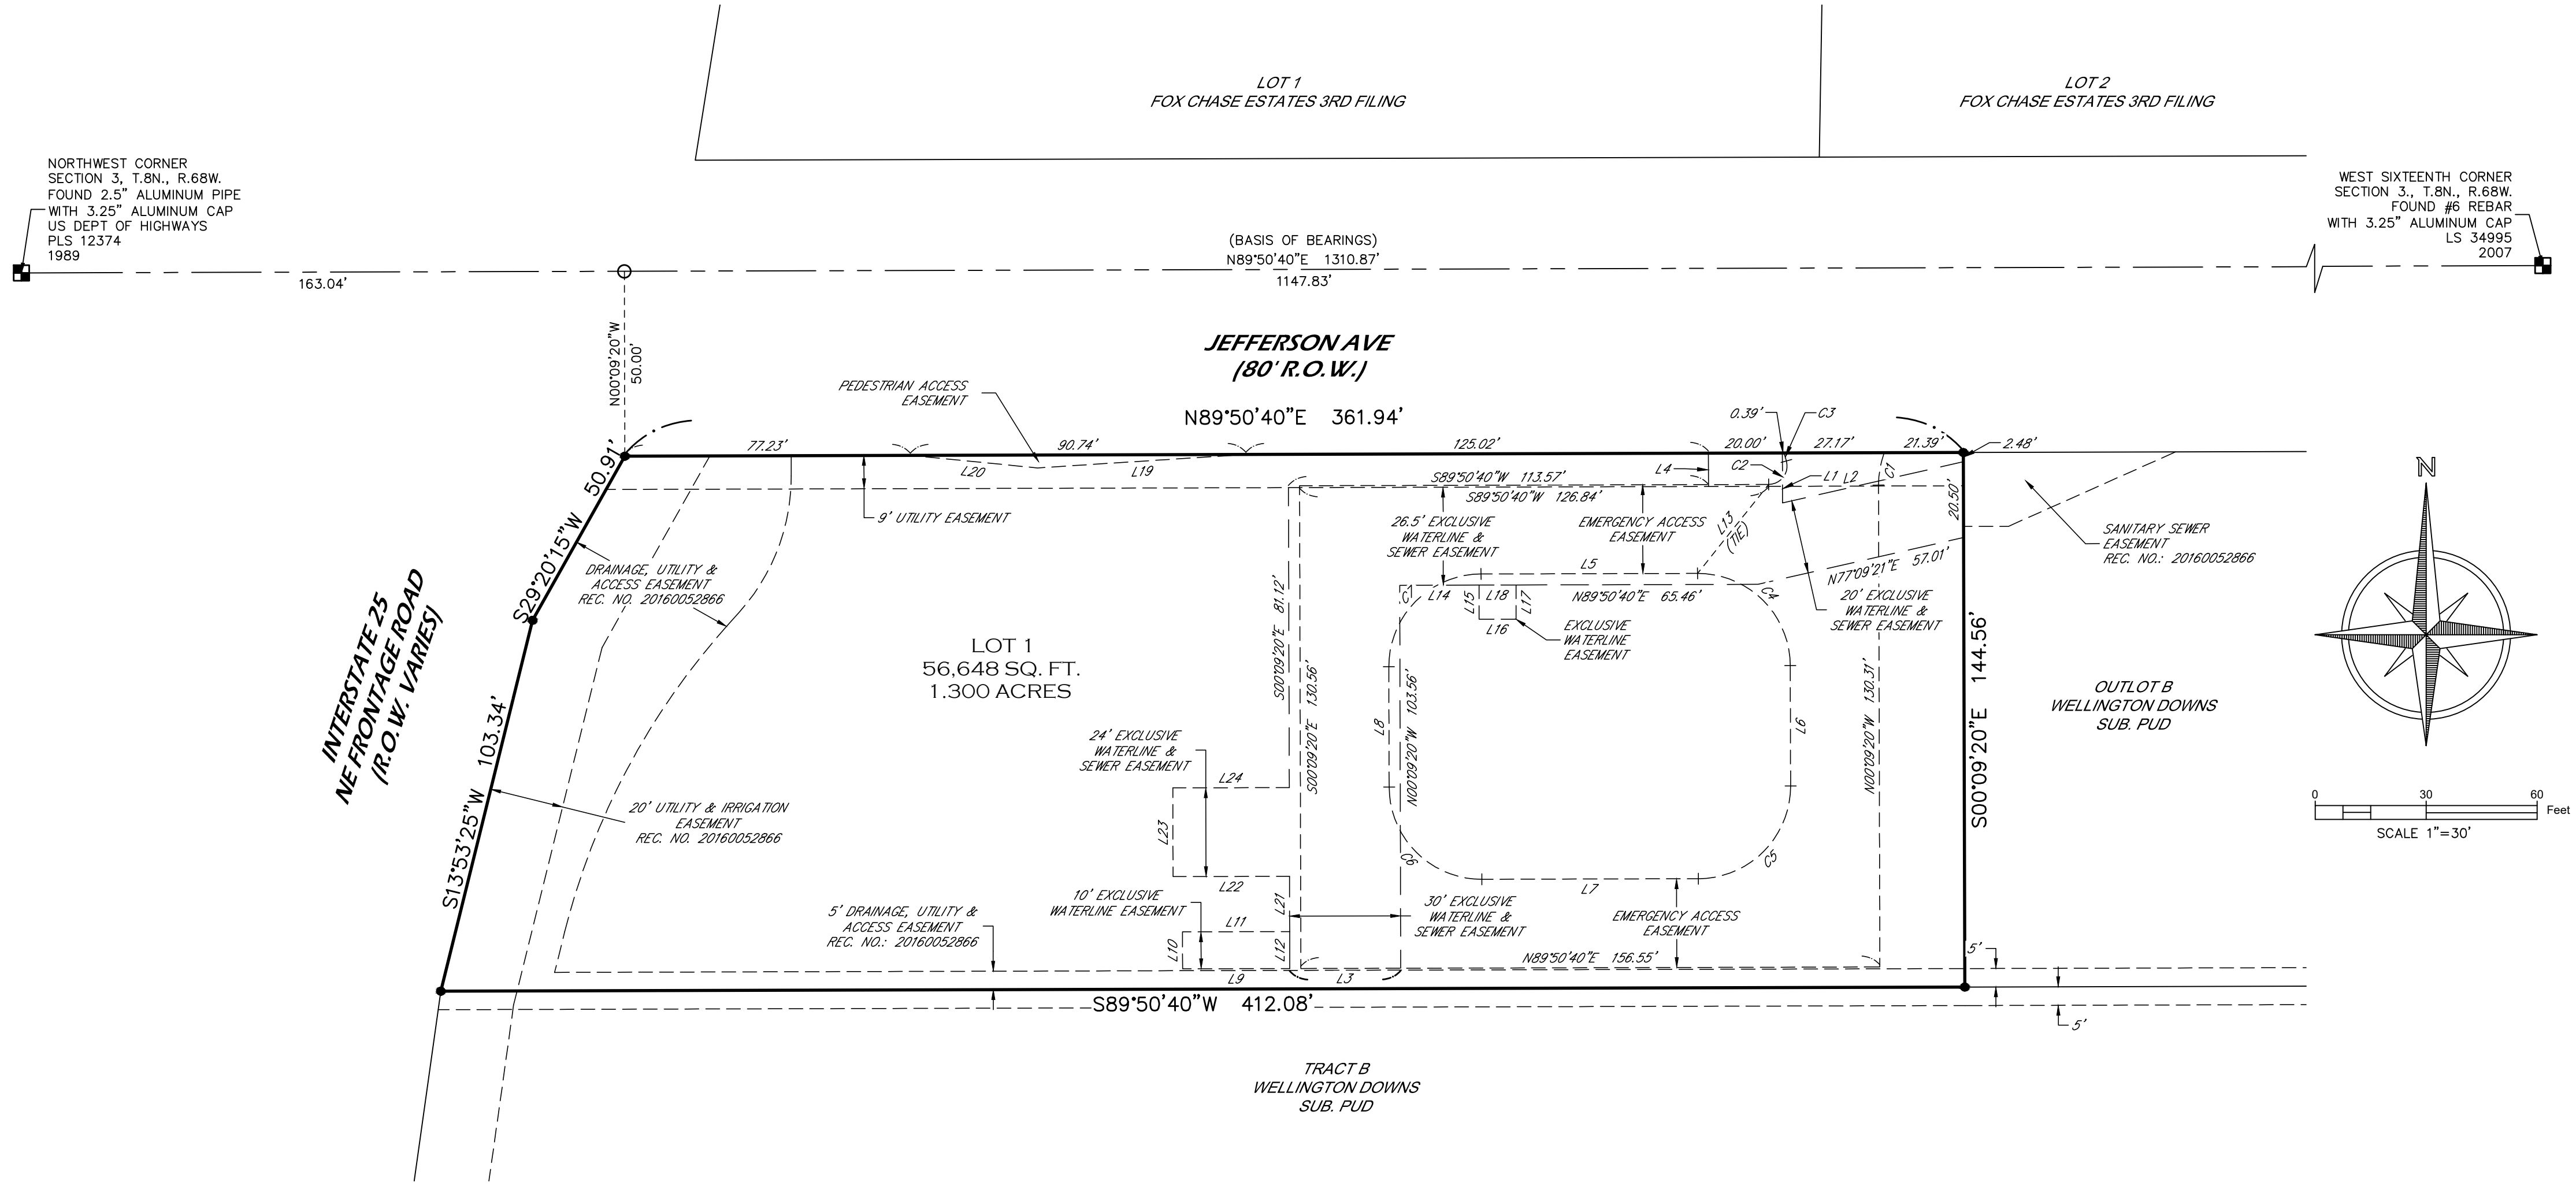 LOT 1
FOX CHASE ESTATES 3RD FILING
LOT 2
FOX CHASE ESTATES 3RD FILING
NORTHWEST CORNER
SECTION 3, T.8N., R.68W.
FOUND 2.5" ALUMINUM PIPE
WITH 3.25" ALUMINUM CAP
US DEPT OF HIGHWAYS
PLS 12374
1989
WEST SIXTEENTH CORNER
SECTION 3., T.8N., R.68W.
FOUND #6 REBAR
WITH 3.25" ALUMINUM CAP
LS 34995
2007
(BASIS OF BEARINGS)
N89°50'40"E 1310.87'
163.04'
1147.83'
N00°09'20"W
50.00'
JEFFERSON AVE
(80' R.O.W.)
PEDESTRIAN ACCESS
EASEMENT
N89°50'40"E 361.94'
0.39'
C3
77.23'
90.74'
125.02'
20.00'
27.17'
21.39'
2.48'
L20
L19
L4
C2
L1
L2
C1
S89°50'40"W 113.57'
S89°50'40"W 126.84'
50.91'
S29°20'15"W
9' UTILITY EASEMENT
26.5' EXCLUSIVE
WATERLINE &
SEWER EASEMENT
EMERGENCY ACCESS
EASEMENT
L13
(TIE)
20.50'
SANITARY SEWER
EASEMENT
REC. NO.: 20160052866
N77°09'21"E 57.01'
DRAINAGE, UTILITY &
ACCESS EASEMENT
REC. NO. 20160052866
L5
C7
L14
L15
L18
L17
L16
N89°50'40"E 65.46'
C4
20' EXCLUSIVE
WATERLINE &
SEWER EASEMENT
EXCLUSIVE
WATERLINE
EASEMENT
INTERSTATE 25
NE FRONTAGE ROAD
(R.O.W. VARIES)
LOT 1
56,648 SQ. FT.
1.300 ACRES
S00°09'20"E 81.12'
S00°09'20"E 130.56'
L8
N00°09'20"W 103.56'
L6
N00°09'20"W 130.31'
S00°09'20"E 144.56'
OUTLOT B
WELLINGTON DOWNS
SUB. PUD
N
0 30 60
Feet
SCALE 1"=30'
S13°53'25"W 103.34'
20' UTILITY & IRRIGATION
EASEMENT
REC. NO. 20160052866
24' EXCLUSIVE
WATERLINE &
SEWER EASEMENT
L24
L23
L22
L21
C6
C5
L7
10' EXCLUSIVE
WATERLINE EASEMENT
L11
L10
L12
L9
L3
5' DRAINAGE, UTILITY &
ACCESS EASEMENT
REC. NO.: 20160052866
30' EXCLUSIVE
WATERLINE &
SEWER EASEMENT
EMERGENCY ACCESS
EASEMENT
N89°50'40"E 156.55'
5'
S89°50'40"W 412.08'
5'
TRACT B
WELLINGTON DOWNS
SUB. PUD